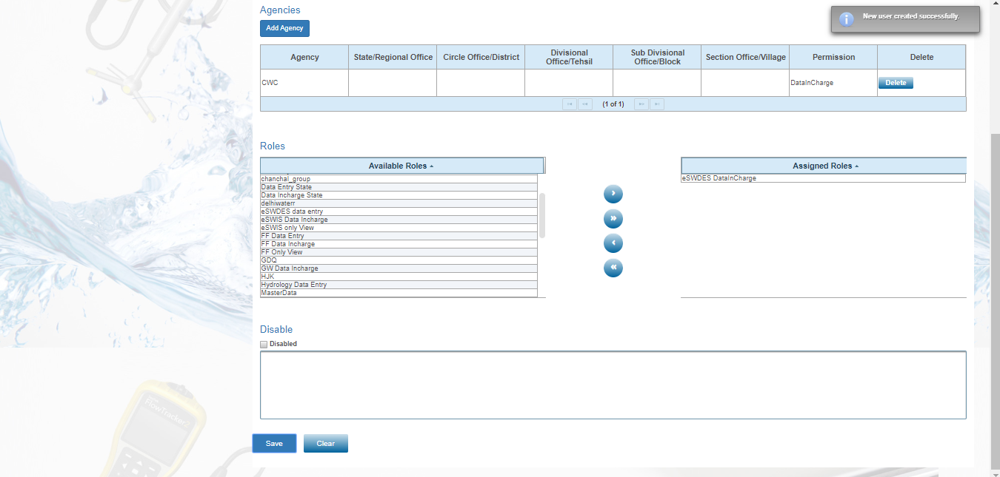 Agencies
New user created successfully.
Add Agency
Agency State/Regional Office Circle Office/District Divisional Office/Tehsil Sub Divisional Office/Block Section Office/Village Permission Delete
CWC DataInCharge Delete
(1 of 1)
Roles
Available Roles
chanchal_group
Data Entry State
Data Incharge State
delhiwaterr
eSWDES data entry
eSWIS Data Incharge
eSWIS only View
FF Data Entry
FF Data Incharge
FF Only View
GDQ
GW Data Incharge
HJK
Hydrology Data Entry
MasterData
Assigned Roles
eSWDES DataInCharge
Disable
Disabled
FlowTracker2
Save Clear